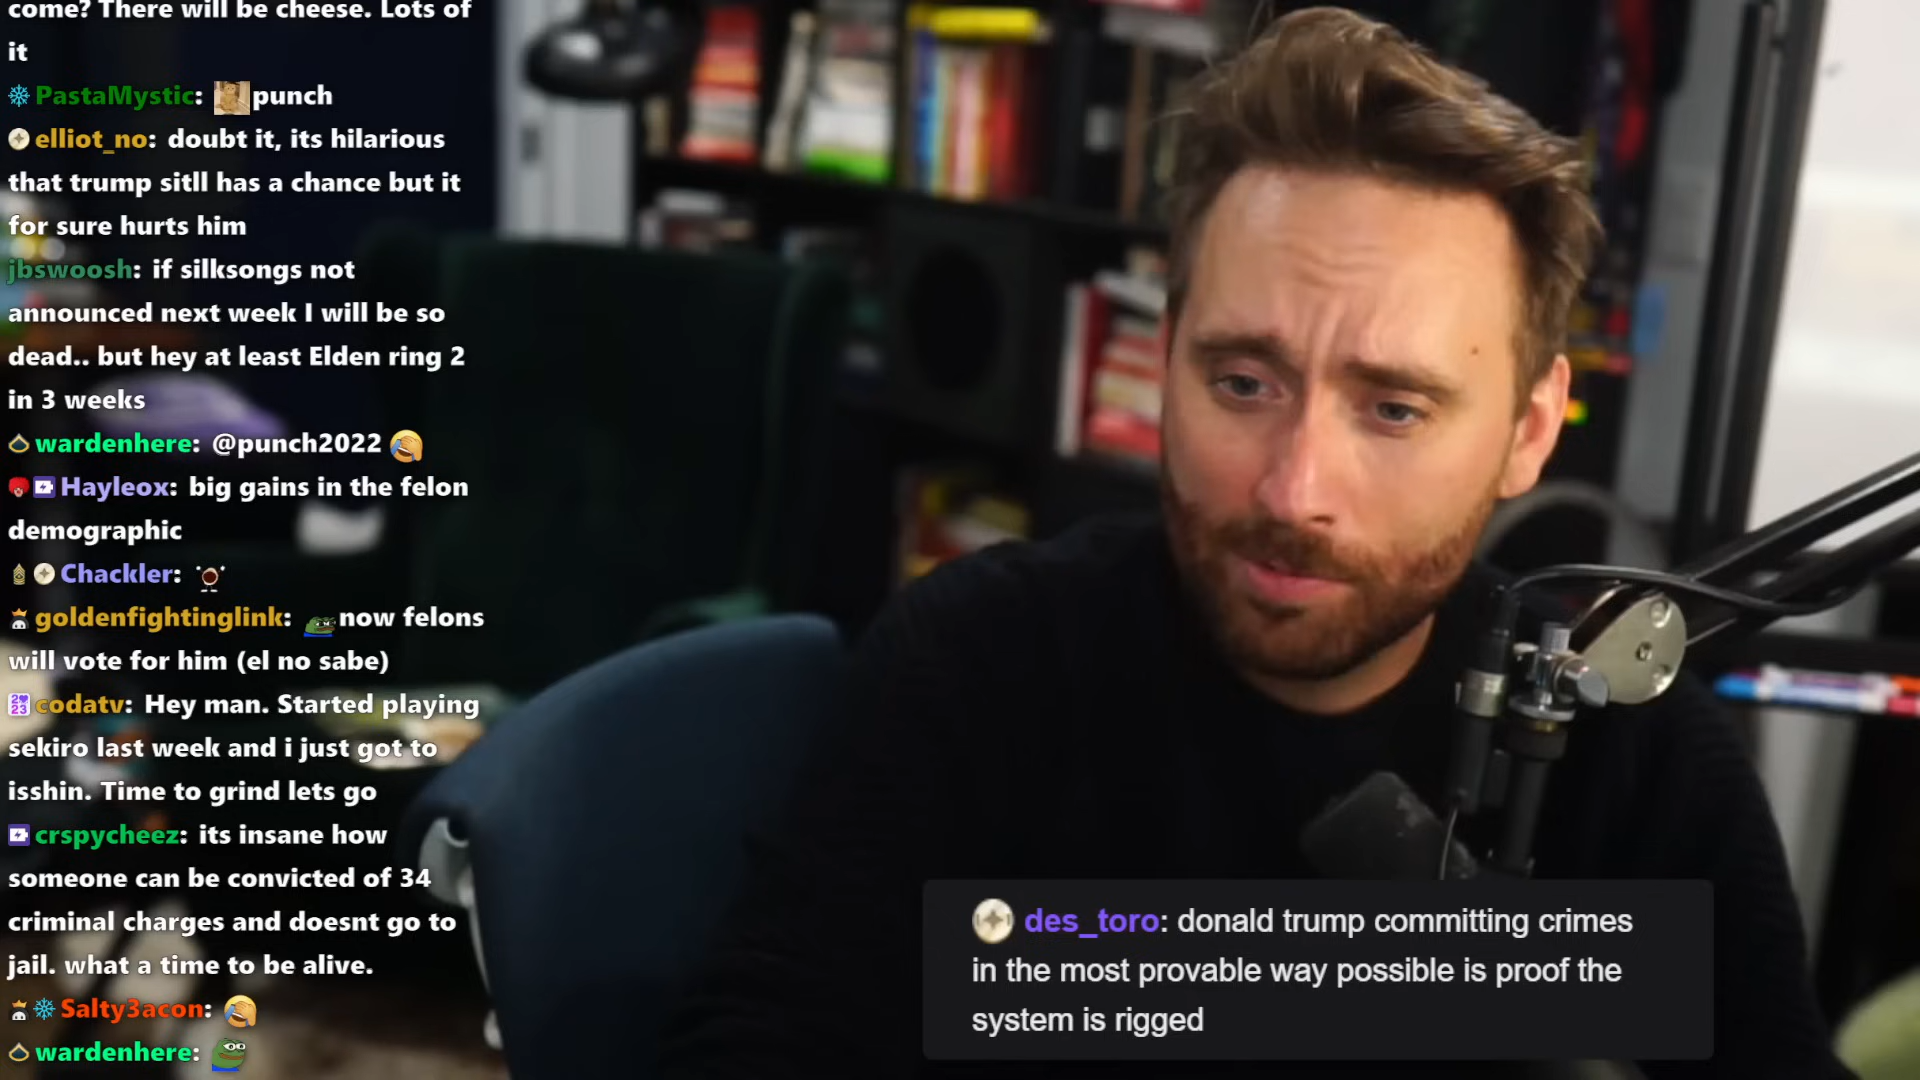 come? There will be cheese. Lots of
it
PastaMystic: punch
elliot_no: doubt it, its hilarious
that trump sitll has a chance but it
for sure hurts him
jbswoosh: if silksongs not
announced next week I will be so
dead.. but hey at least Elden ring 2
in 3 weeks
wardenhere: @punch2022
Hayleox: big gains in the felon
demographic
Chackler:
goldenfightinglink: now felons
will vote for him (el no sabe)
codatv: Hey man. Started playing
sekiro last week and i just got to
isshin. Time to grind lets go
crspycheez: its insane how
someone can be convicted of 34
criminal charges and doesnt go to
jail. what a time to be alive.
Salty3acon:
wardenhere:
des_toro: donald trump committing crimes
in the most provable way possible is proof the
system is rigged